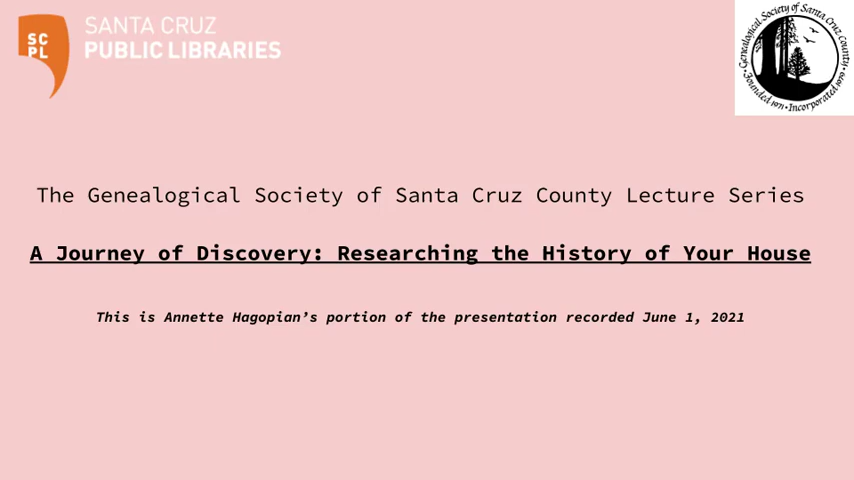 SC
PL
SANTA CRUZ
PUBLIC LIBRARIES
Genealogical Society of Santa Cruz County
Founded 1971 • Incorporated 1979
The Genealogical Society of Santa Cruz County Lecture Series
A Journey of Discovery: Researching the History of Your House
This is Annette Hagopian's portion of the presentation recorded June 1, 2021